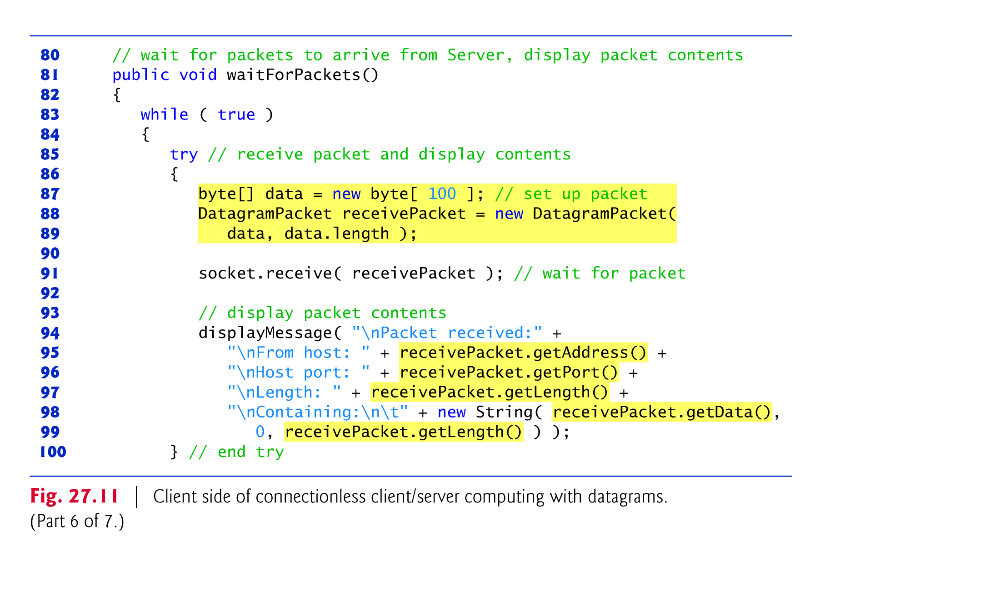 80 // wait for packets to arrive from Server, display packet contents
81 public void waitForPackets()
82 {
83 while ( true )
84 {
85 try // receive packet and display contents
86 {
87 byte[] data = new byte[ 100 ]; // set up packet
88 DatagramPacket receivePacket = new DatagramPacket(
89 data, data.length );
90
91 socket.receive( receivePacket ); // wait for packet
92
93 // display packet contents
94 displayMessage( "\nPacket received:" +
95 "\nFrom host: " + receivePacket.getAddress() +
96 "\nHost port: " + receivePacket.getPort() +
97 "\nLength: " + receivePacket.getLength() +
98 "\nContaining:\n\t" + new String( receivePacket.getData(),
99 0, receivePacket.getLength() ) );
100 } // end try
Fig. 27.11 | Client side of connectionless client/server computing with datagrams.
(Part 6 of 7.)